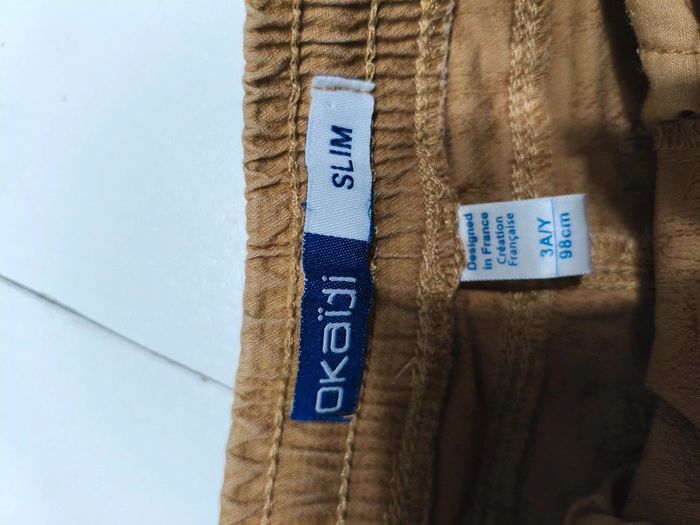 SLIM
okaïdi
Designed
in France
Création
Française
3A/Y
98cm